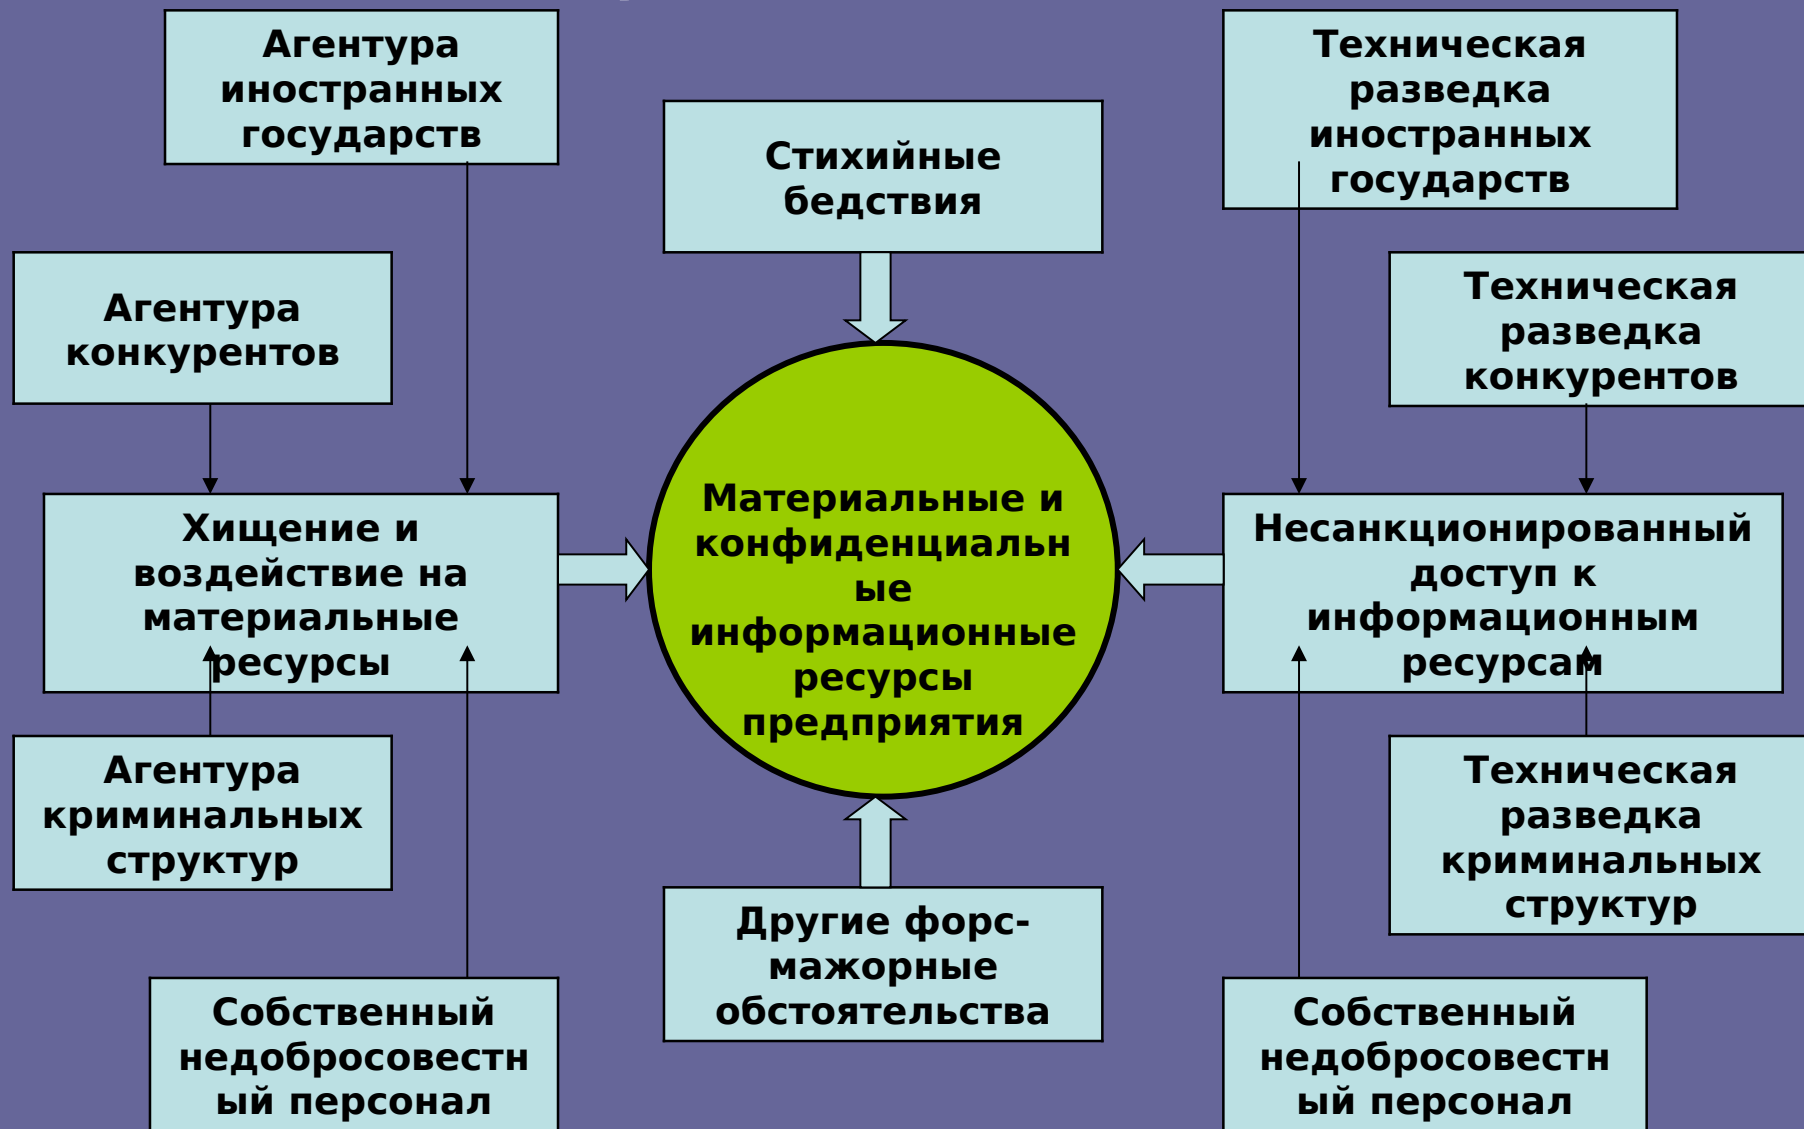 Агентура
иностранных
государств
Техническая
разведка
иностранных
государств
Стихийные
бедствия
Агентура
конкурентов
Техническая
разведка
конкурентов
Хищение и
воздействие на
материальные
ресурсы
Материальные и
конфиденциальн
ые
информационные
ресурсы
предприятия
Несанкционированный
доступ к
информационным
ресурсам
Агентура
криминальных
структур
Техническая
разведка
криминальных
структур
Другие форс-
мажорные
обстоятельства
Собственный
недобросовестн
ый персонал
Собственный
недобросовестн
ый персонал